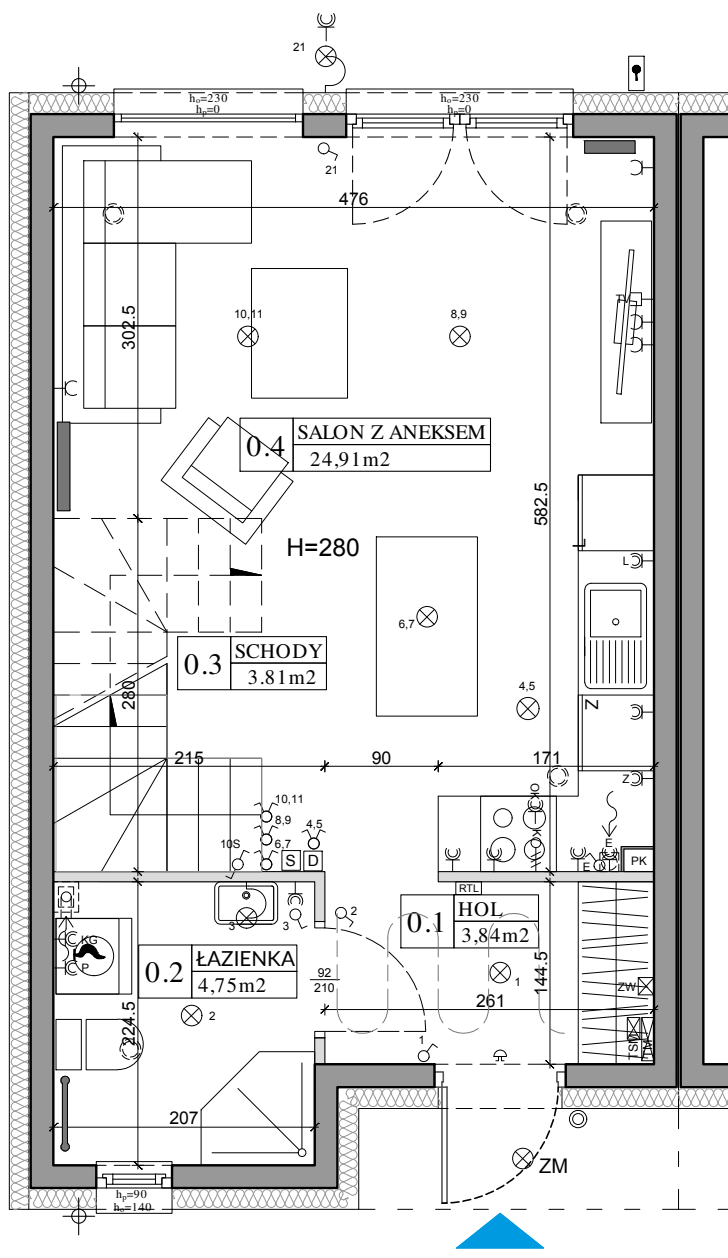 21
hₒ=230
hₚ=0
hₒ=230
hₚ=0
21
476
302.5
10,11
8,9
0.4
SALON Z ANEKSEM
24,91m2
582.5
L
H=280
L
6,7
0.3
SCHODY
3.81m2
280
4,5
Z
215
90
171
Z
10,11
8,9
4,5
6,7
10S
S
D
E
E
PK
RTL
0.1
HOL
3,84m2
2
3
3
KG
P
0.2
ŁAZIENKA
4,75m2
92
210
1
144.5
ZW
261
2
224.5
1
TSM
207
ZM
hₚ=90
hₒ=140